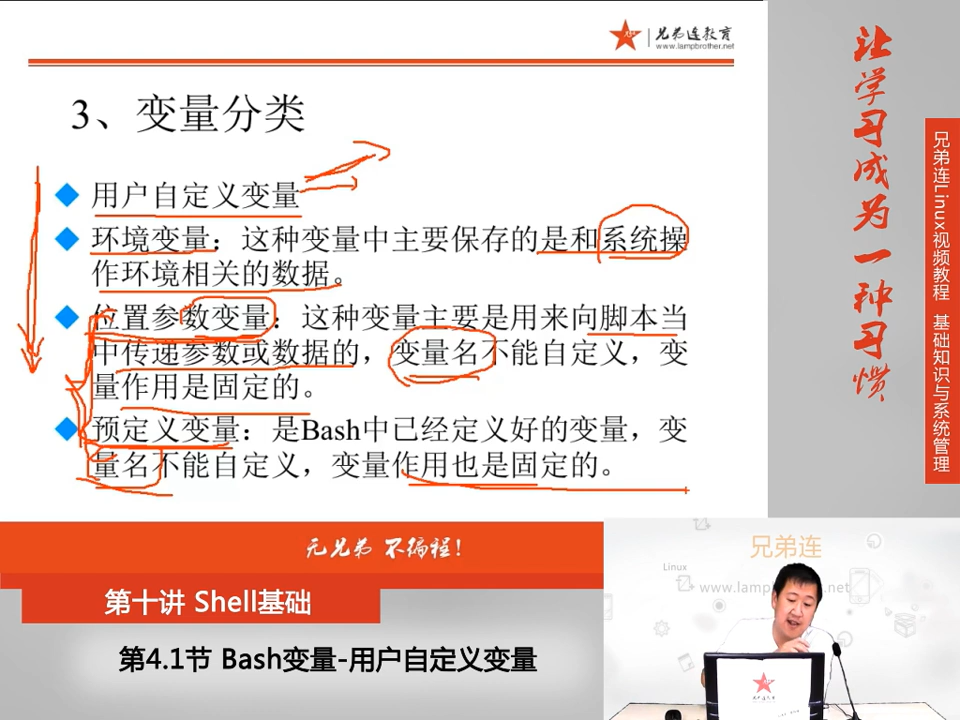 兄弟连教育
www.lampbrother.net
3、变量分类
用户自定义变量
环境变量：这种变量中主要保存的是和系统操
作环境相关的数据。
位置参数变量：这种变量主要是用来向脚本当
中传递参数或数据的，变量名不能自定义，变
量作用是固定的。
预定义变量：是Bash中已经定义好的变量，变
量名不能自定义，变量作用也是固定的。
让学习成为一种习惯
兄弟连Linux视频教程 基础知识与系统管理
无兄弟 不编程！
第十讲 Shell基础
第4.1节 Bash变量-用户自定义变量
兄弟连
Linux
www.lamp
.net